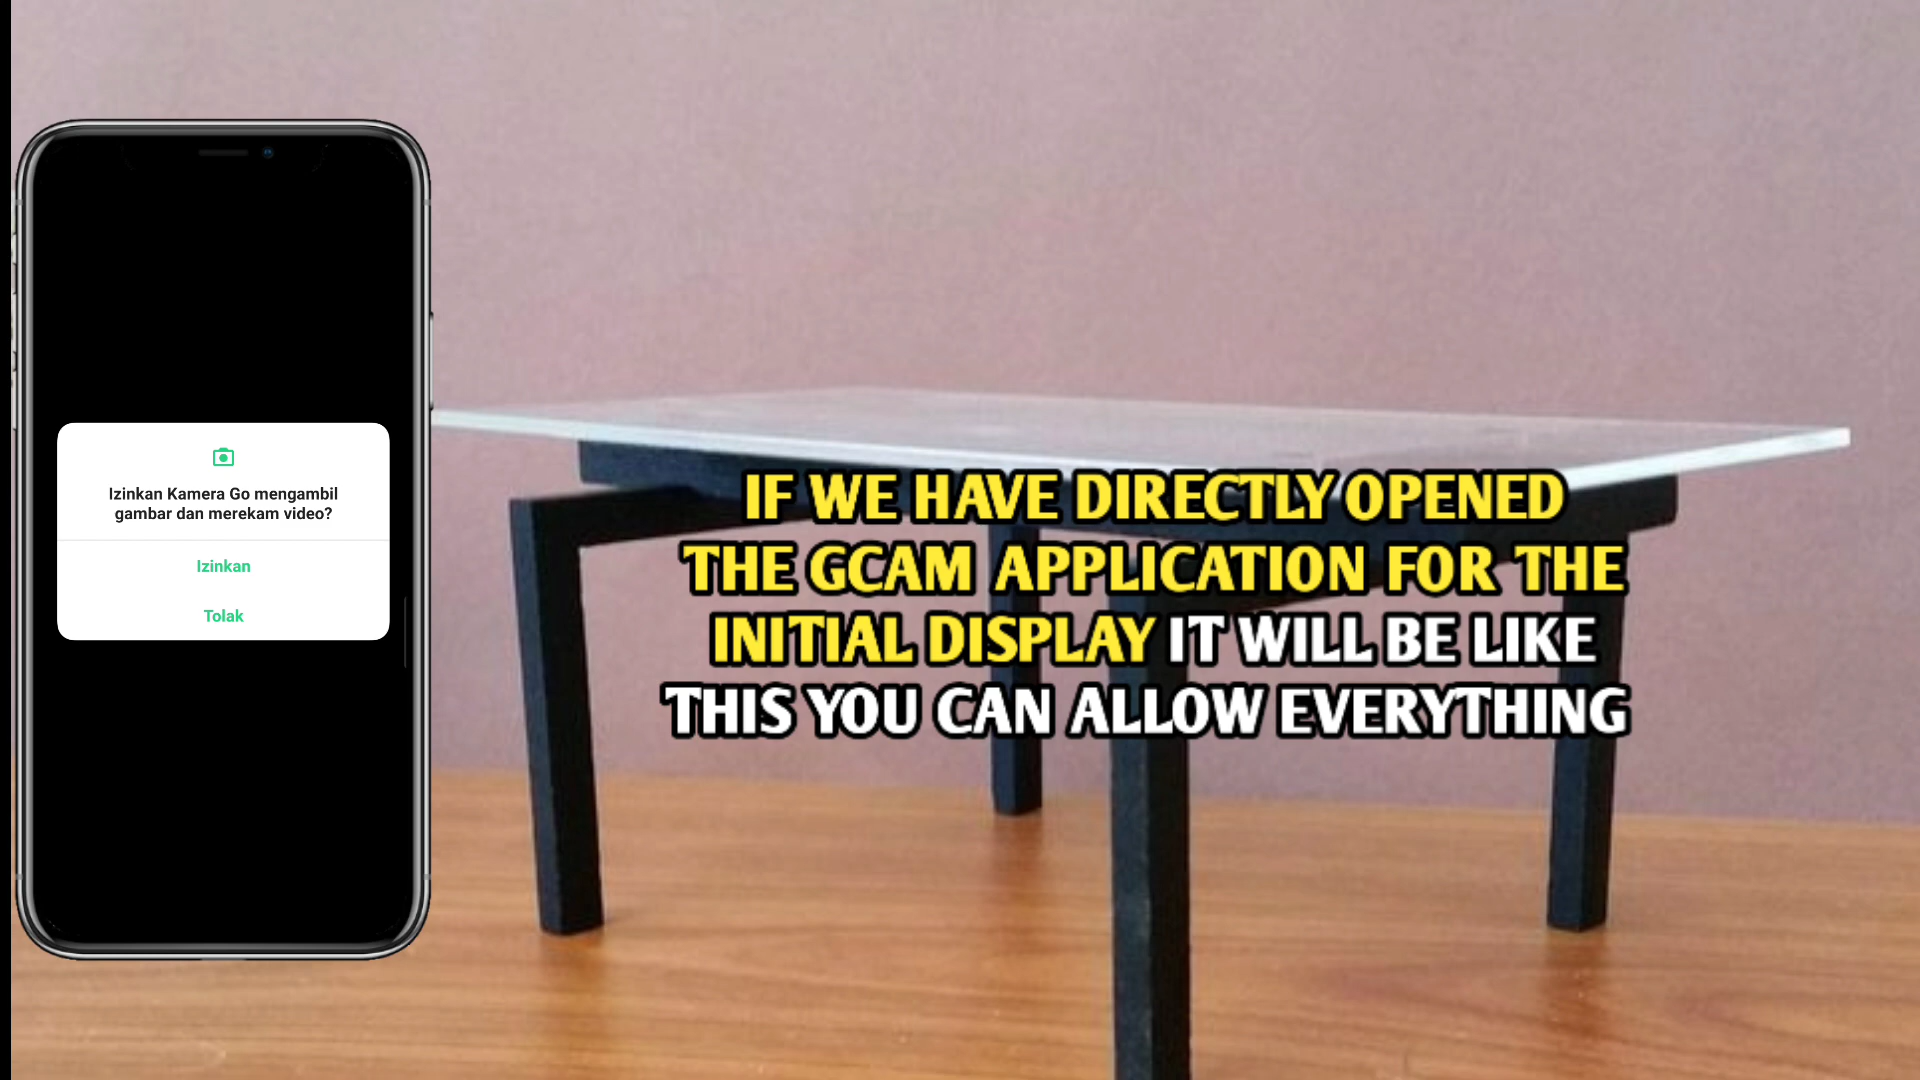 Izinkan Kamera Go mengambil
gambar dan merekam video?
Izinkan
Tolak
IF WE HAVE DIRECTLY OPENED
THE GCAM APPLICATION FOR THE
INITIAL DISPLAY IT WILL BE LIKE
THIS YOU CAN ALLOW EVERYTHING